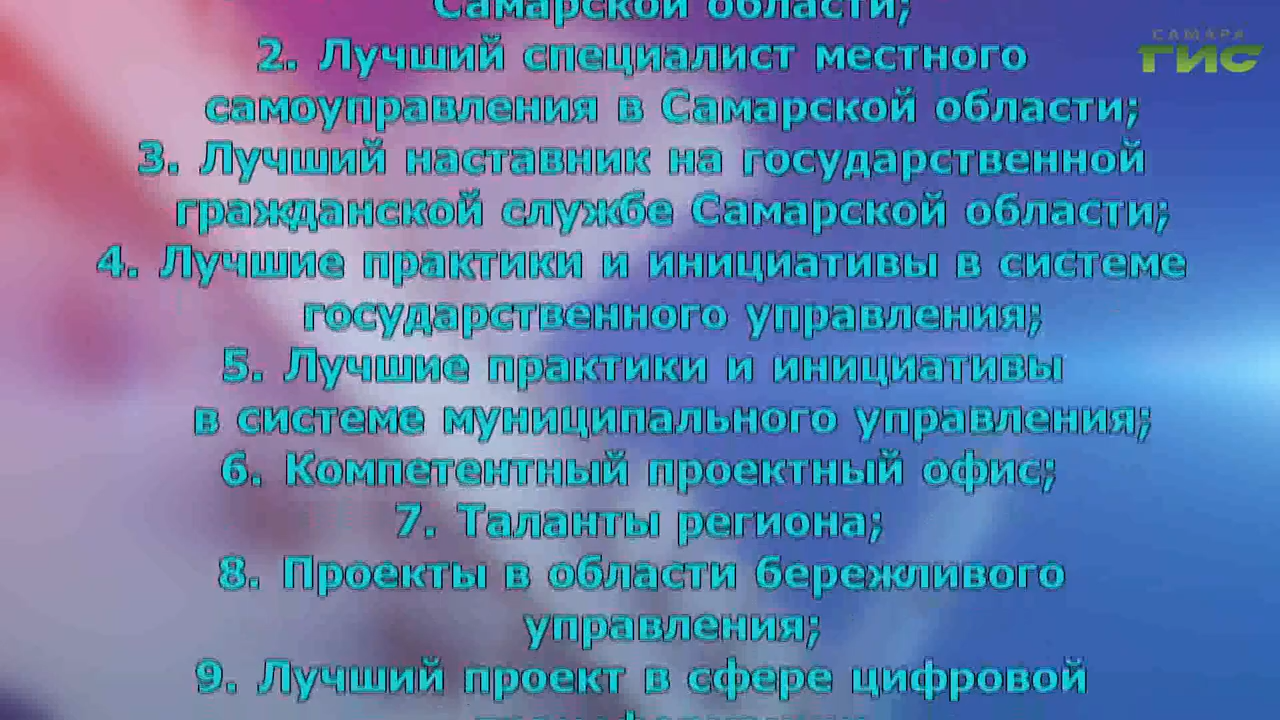 Самарской области;
САМАРА
ГИС
2. Лучший специалист местного
самоуправления в Самарской области;
3. Лучший наставник на государственной
гражданской службе Самарской области;
4. Лучшие практики и инициативы в системе
государственного управления;
5. Лучшие практики и инициативы
в системе муниципального управления;
6. Компетентный проектный офис;
7. Таланты региона;
8. Проекты в области бережливого
управления;
9. Лучший проект в сфере цифровой